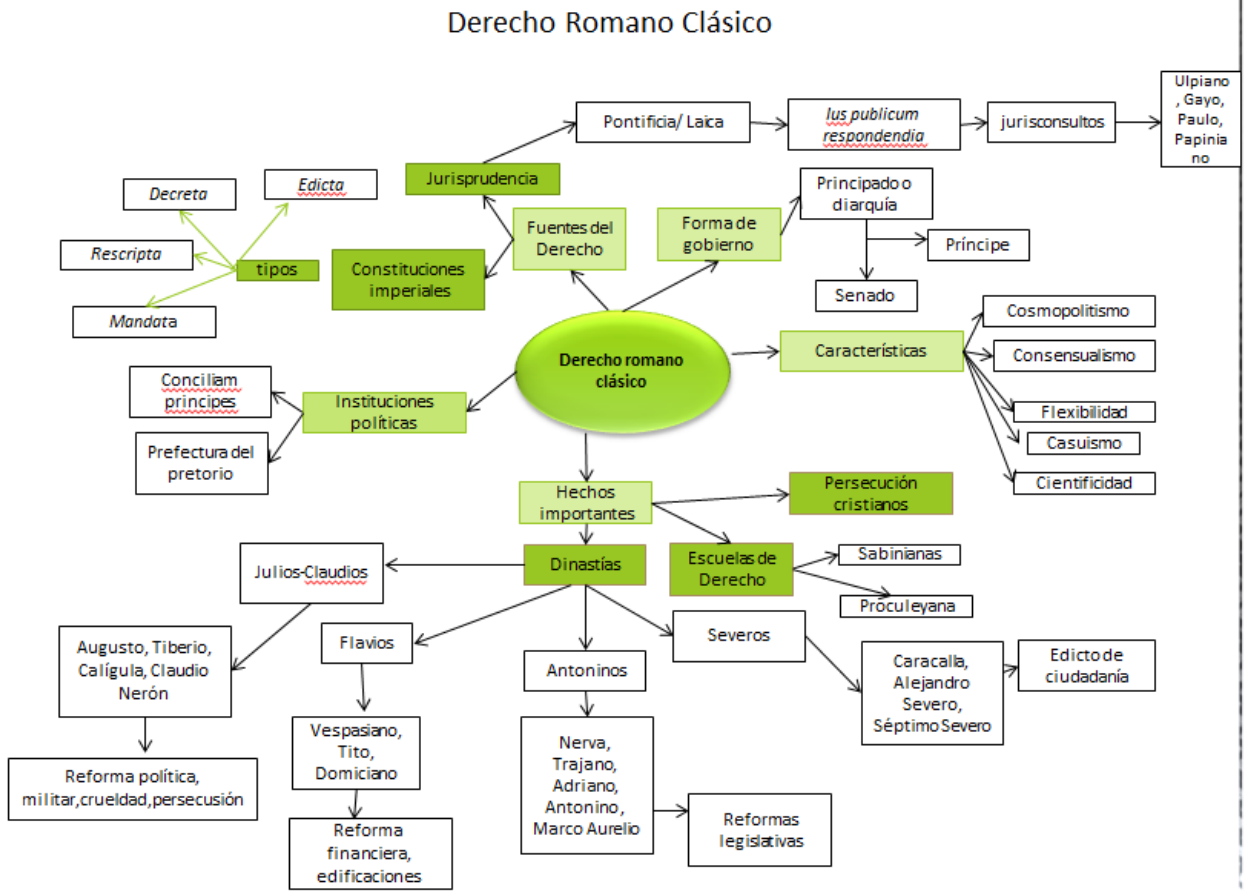 Derecho Romano Clásico
Ulpiano
, Gayo,
Paulo,
Papinia
no
Pontificia/ Laica
Ius publicum
respondendia
jurisconsultos
Jurisprudencia
Edicta
Decreta
Rescripta
tipos
Mandata
Constituciones
imperiales
Fuentes del
Derecho
Forma de
gobierno
Principado o
diarquía
Príncipe
Senado
Derecho romano
clásico
Características
Cosmopolitismo
Consensualismo
Flexibilidad
Casuismo
Cientificidad
Conciliam
principes
Instituciones
políticas
Prefectura del
pretorio
Hechos
importantes
Persecución
cristianos
Dinastías
Escuelas de
Derecho
Sabinianas
Proculeyana
Julios-Claudios
Augusto, Tiberio,
Calígula, Claudio
Nerón
Reforma política,
militar,crueldad,persecusión
Flavios
Vespasiano,
Tito,
Domiciano
Reforma
financiera,
edificaciones
Antoninos
Nerva,
Trajano,
Adriano,
Antonino,
Marco Aurelio
Reformas
legislativas
Severos
Caracalla,
Alejandro
Severo,
Séptimo Severo
Edicto de
ciudadanía